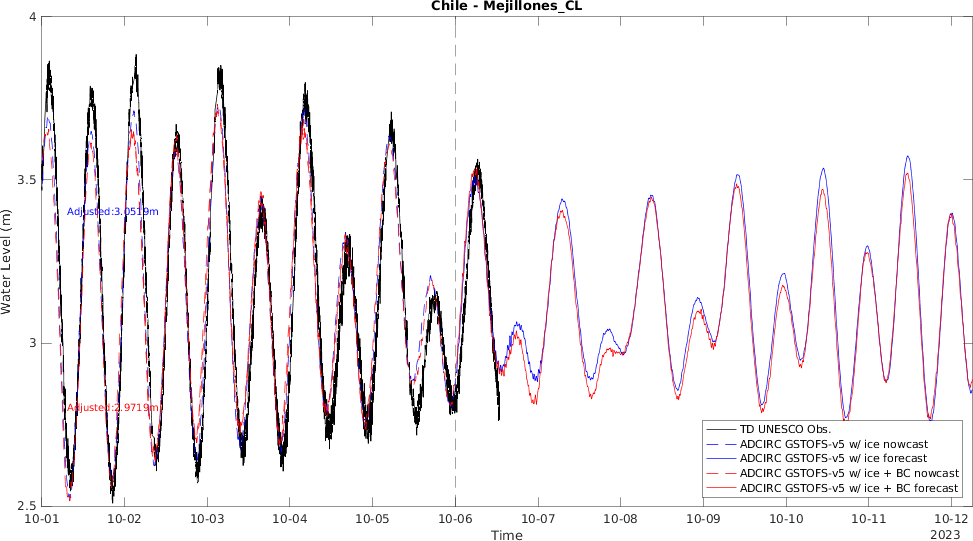 Chile - Mejillones_CL
4
3.5
3
2.5
Water Level (m)
Adjusted:3.0519m
Adjusted:2.9719m
TD UNESCO Obs.
ADCIRC GSTOFS-v5 w/ ice nowcast
ADCIRC GSTOFS-v5 w/ ice forecast
ADCIRC GSTOFS-v5 w/ ice + BC nowcast
ADCIRC GSTOFS-v5 w/ ice + BC forecast
10-01 10-02 10-03 10-04 10-05 10-06 10-07 10-08 10-09 10-10 10-11 10-12
2023
Time